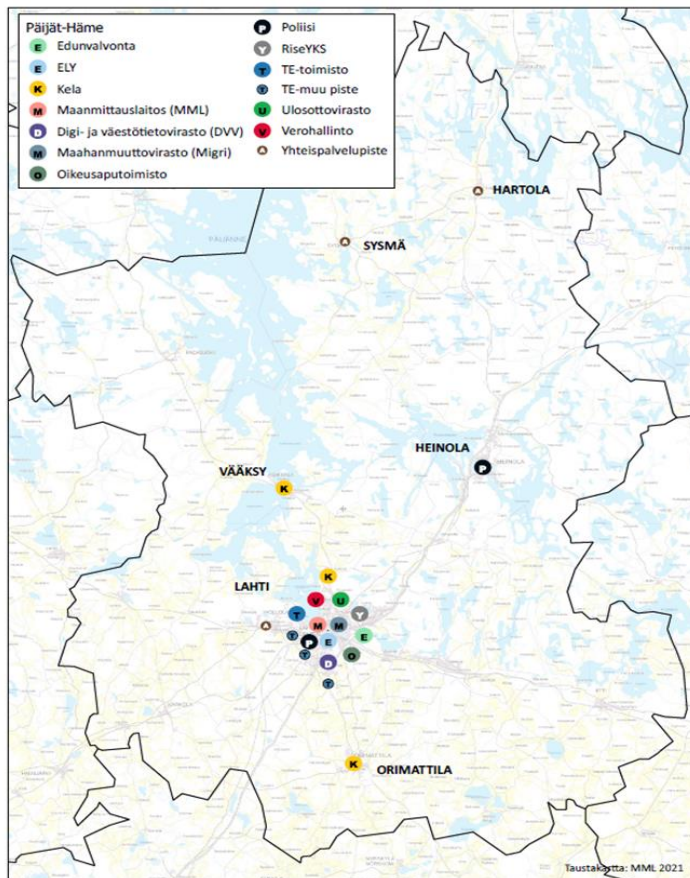 Päijät-Häme
E Edunvalvonta
E ELY
K Kela
M Maanmittauslaitos (MML)
D Digi- ja väestötietovirasto (DVV)
M Maahanmuuttovirasto (Migri)
O Oikeusaputoimisto
P Poliisi
Y RiseYKS
T TE-toimisto
T TE-muu piste
U Ulosottovirasto
V Verohallinto
A Yhteispalvelupiste
A
HARTOLA
A
SYSMÄ
HEINOLA
P
VÄÄKSY
K
K
LAHTI
V U
T Y
A M M
T P E E
T O
D
T
K
ORIMATTILA
Taustakartta: MML 2021